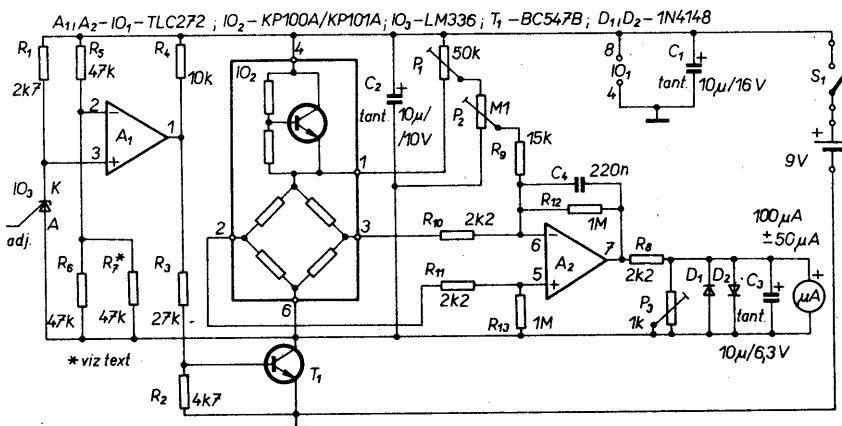 A1, A2 - IO1 - TLC272 ; IO2 - KP100A/KP101A ; IO3 - LM336 ; T1 - BC547B ; D1, D2 - 1N4148
R1
2k7
R5
47k
R4
10k
IO2
4
C2
tant.
10µ/
/10V
P1
50k
P2
M1
8
IO1
4
C1
tant.
10µ/16V
S1
2
3
A1
1
1
R9
15k
C4
220n
9V
IO3
K
A
adj.
2
3
R10
2k2
R12
1M
100µA
±50µA
6
5
A2
7
R8
2k2
R6
47k
R7*
47k
R3
27k
R11
2k2
D1
D2
C3
tant.
µA
6
R13
1M
P3
1k
10µ/6,3V
* viz text
T1
R2
4k7